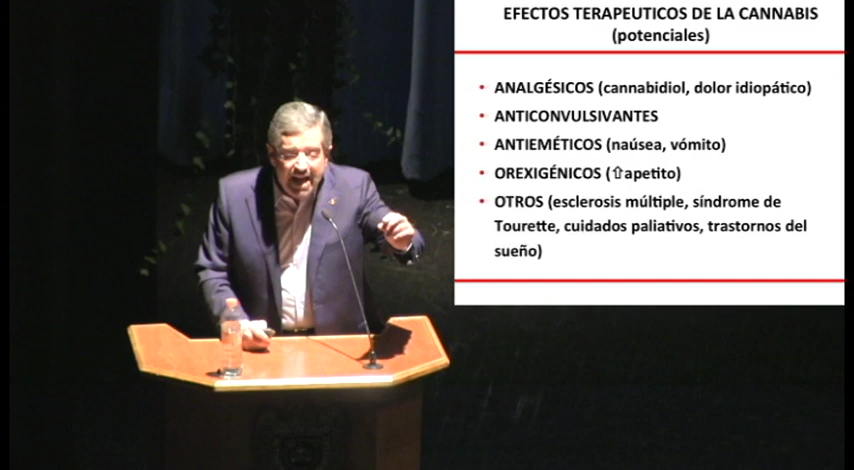 EFECTOS TERAPEUTICOS DE LA CANNABIS
(potenciales)
• ANALGÉSICOS (cannabidiol, dolor idiopático)
• ANTICONVULSIVANTES
• ANTIEMÉTICOS (naúsea, vómito)
• OREXIGÉNICOS (⇧apetito)
• OTROS (esclerosis múltiple, síndrome de
Tourette, cuidados paliativos, trastornos del
sueño)